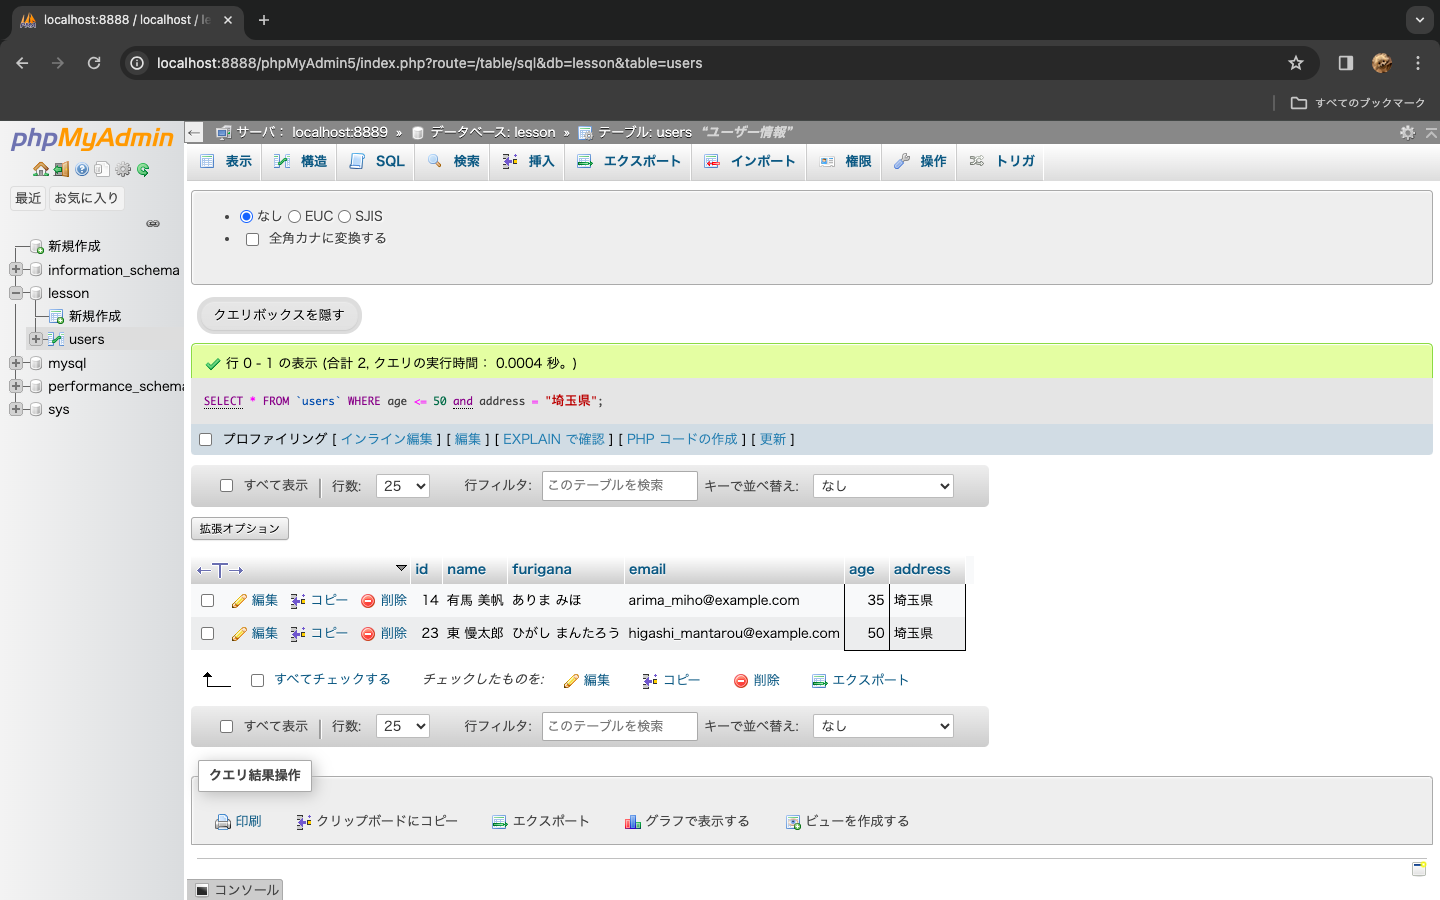 localhost:8888 / localhost / le
localhost:8888/phpMyAdmin5/index.php?route=/table/sql&db=lesson&table=users
すべてのブックマーク
phpMyAdmin
最近 お気に入り
新規作成
information_schema
lesson
新規作成
users
mysql
performance_schema
sys
サーバ: localhost:8889 » データベース: lesson » テーブル: users "ユーザー情報"
表示 構造 SQL 検索 挿入 エクスポート インポート 権限 操作 トリガ
なし EUC SJIS
全角カナに変換する
クエリボックスを隠す
行 0 - 1 の表示 (合計 2, クエリの実行時間: 0.0004 秒。)
SELECT * FROM `users` WHERE age <= 50 and address = "埼玉県";
プロファイリング [ インライン編集 ] [ 編集 ] [ EXPLAIN で確認 ] [ PHP コードの作成 ] [ 更新 ]
すべて表示 | 行数: 25 行フィルタ: このテーブルを検索 キーで並べ替え: なし
拡張オプション
←T→ id name furigana email age address
編集 コピー 削除 14 有馬 美帆 ありま みほ arima_miho@example.com 35 埼玉県
編集 コピー 削除 23 東 慢太郎 ひがし まんたろう higashi_mantarou@example.com 50 埼玉県
すべてチェックする チェックしたものを: 編集 コピー 削除 エクスポート
すべて表示 | 行数: 25 行フィルタ: このテーブルを検索 キーで並べ替え: なし
クエリ結果操作
印刷 クリップボードにコピー エクスポート グラフで表示する ビューを作成する
コンソール